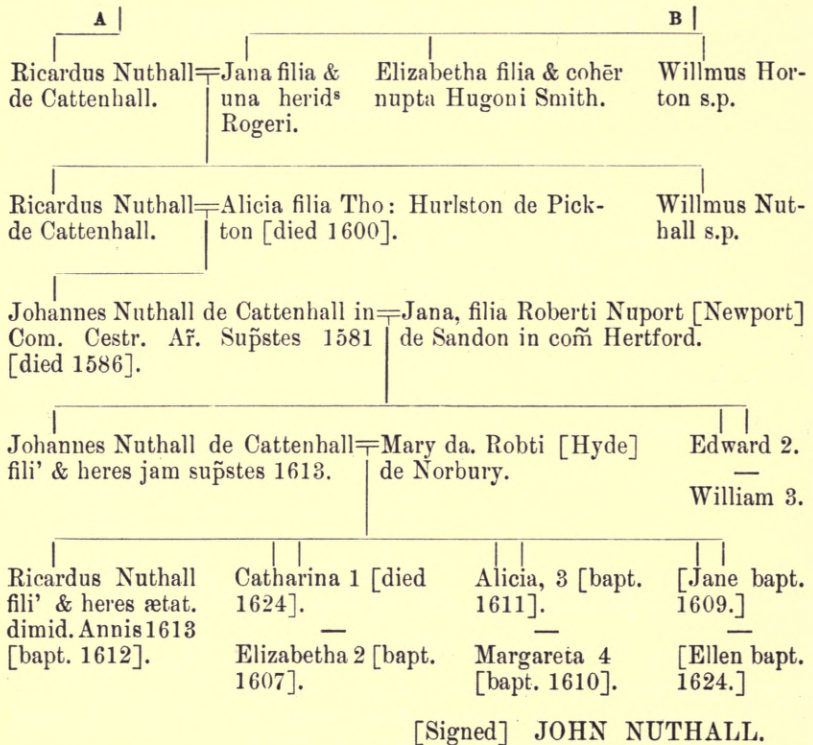 A B
Ricardus Nuthall
de Cattenhall.
Jana filia &
una herid^s
Rogeri.
Elizabetha filia & cohēr
nupta Hugoni Smith.
Willmus Hor-
ton s.p.
Ricardus Nuthall
de Cattenhall.
Alicia filia Tho: Hurlston de Pick-
ton [died 1600].
Willmus Nut-
hall s.p.
Johannes Nuthall de Cattenhall in
Com. Cestr. Ar̃. Sup̃stes 1581
[died 1586].
Jana, filia Roberti Nuport [Newport]
de Sandon in com̃ Hertford.
Johannes Nuthall de Cattenhall
fili' & heres jam sup̃stes 1613.
Mary da. Robti [Hyde]
de Norbury.
Edward 2.
—
William 3.
Ricardus Nuthall
fili' & heres ætat.
dimid. Annis 1613
[bapt. 1612].
Catharina 1 [died
1624].
—
Elizabetha 2 [bapt.
1607].
Alicia, 3 [bapt.
1611].
—
Margareta 4
[bapt. 1610].
[Jane bapt.
1609.]
—
[Ellen bapt.
1624.]
[Signed] JOHN NUTHALL.